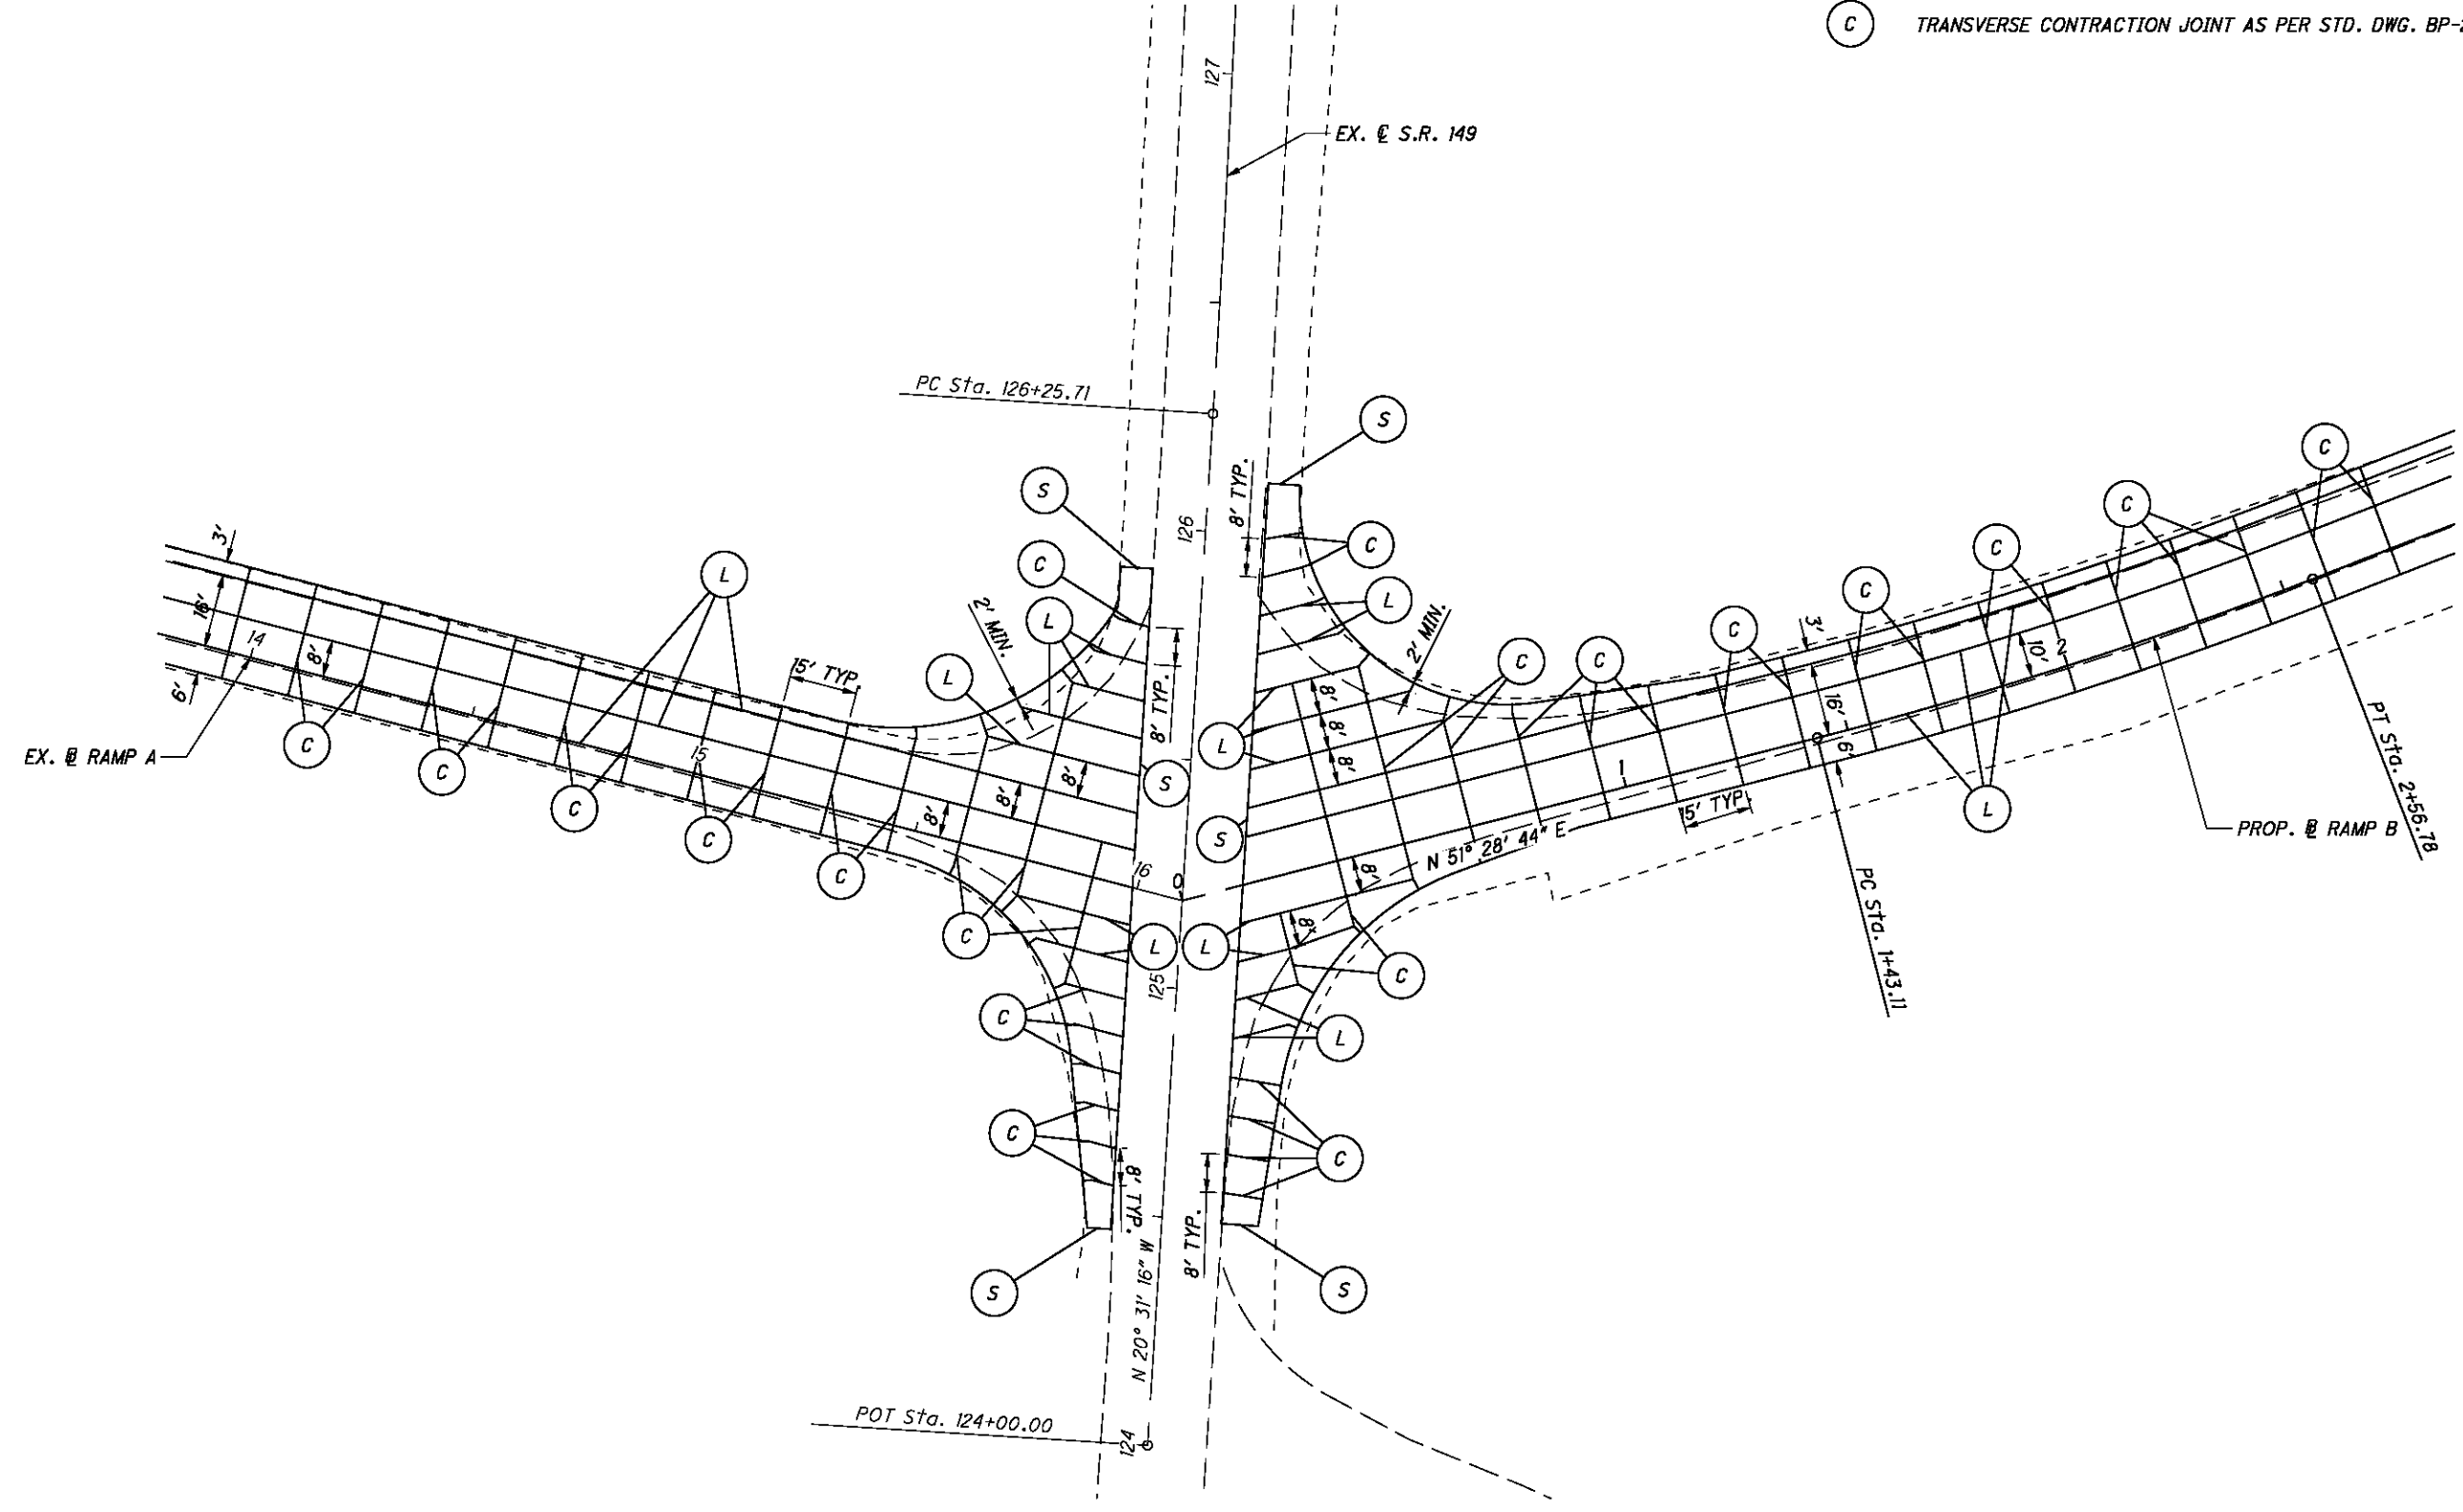 C TRANSVERSE CONTRACTION JOINT AS PER STD. DWG. BP-
127
EX. ℄ S.R. 149
PC Sta. 126+25.71
S
S
C
8' TYP.
126
C
C
C
C
L
3'
L
2' MIN.
L
2' MIN.
C
C
C
3'
16'
14
8'
6'
15' TYP.
L
8' TYP.
8'
8'
8'
L
C
C
16'
6'
10'
2
EX. ⅊ RAMP A
C
C
C
15
C
C
8'
8'
8'
S
S
1
15' TYP.
L
PROP. ⅊ RAMP B
PT Sta. 2+56.78
N 51° 28' 44" E
16
0
8'
8'
PC Sta. 1+43.11
C
L
L
C
125
C
L
C
C
8' TYP.
8' TYP.
N 20° 31' 16" W
S
S
POT Sta. 124+00.00
124